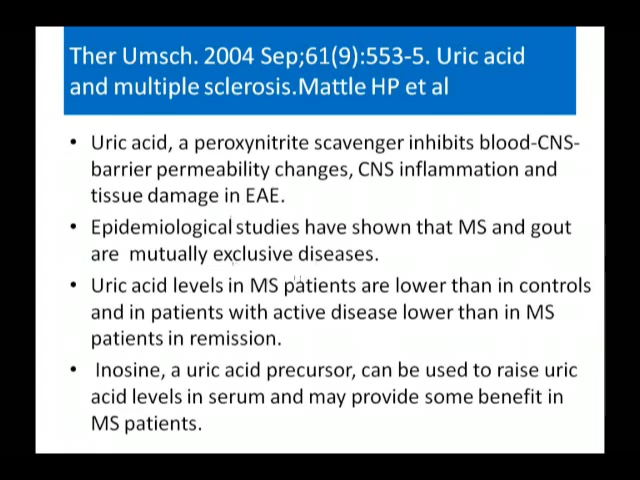 Ther Umsch. 2004 Sep;61(9):553-5. Uric acid
and multiple sclerosis.Mattle HP et al
• Uric acid, a peroxynitrite scavenger inhibits blood-CNS-
barrier permeability changes, CNS inflammation and
tissue damage in EAE.
• Epidemiological studies have shown that MS and gout
are mutually exclusive diseases.
• Uric acid levels in MS patients are lower than in controls
and in patients with active disease lower than in MS
patients in remission.
• Inosine, a uric acid precursor, can be used to raise uric
acid levels in serum and may provide some benefit in
MS patients.